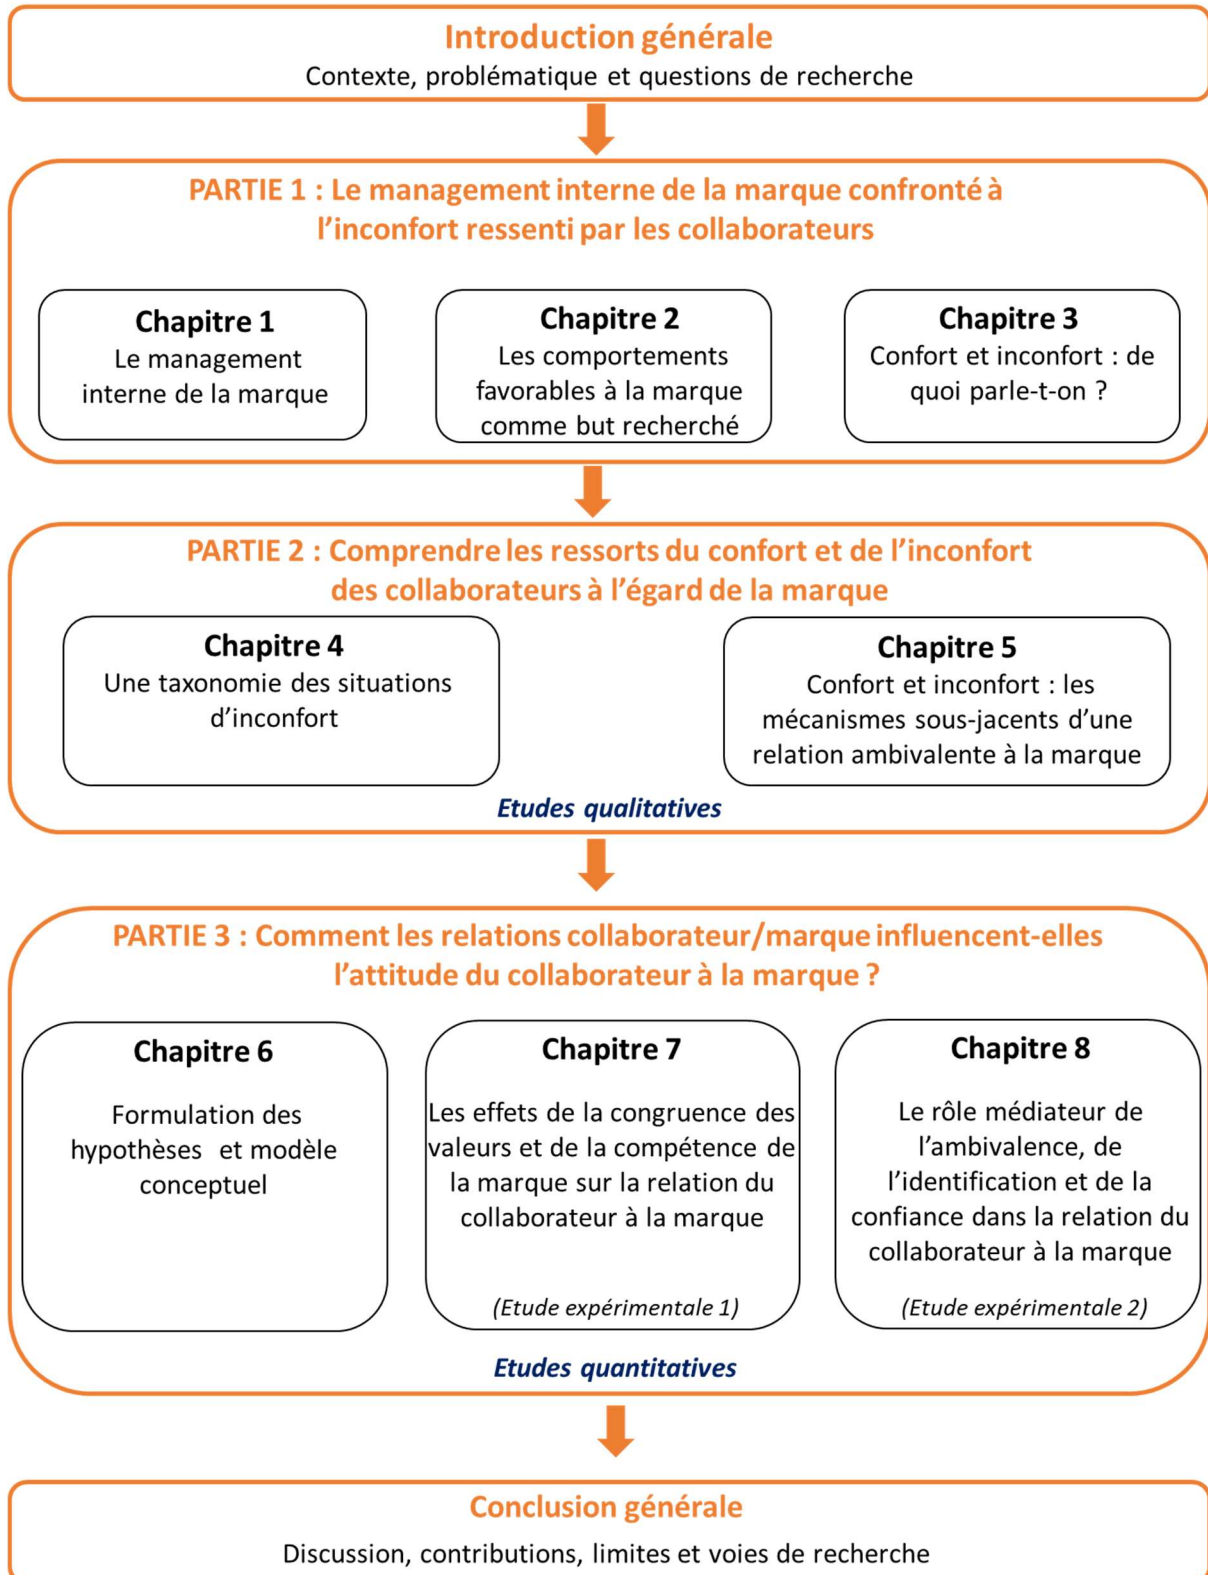 Introduction générale
Contexte, problématique et questions de recherche
PARTIE 1 : Le management interne de la marque confronté à
l’inconfort ressenti par les collaborateurs
Chapitre 1
Le management
interne de la marque
Chapitre 2
Les comportements
favorables à la marque
comme but recherché
Chapitre 3
Confort et inconfort : de
quoi parle-t-on ?
PARTIE 2 : Comprendre les ressorts du confort et de l’inconfort
des collaborateurs à l’égard de la marque
Chapitre 4
Une taxonomie des situations
d’inconfort
Chapitre 5
Confort et inconfort : les
mécanismes sous-jacents d’une
relation ambivalente à la marque
Etudes qualitatives
PARTIE 3 : Comment les relations collaborateur/marque influencent-elles
l’attitude du collaborateur à la marque ?
Chapitre 6
Formulation des
hypothèses et modèle
conceptuel
Chapitre 7
Les effets de la congruence des
valeurs et de la compétence de
la marque sur la relation du
collaborateur à la marque
(Etude expérimentale 1)
Chapitre 8
Le rôle médiateur de
l’ambivalence, de
l’identification et de la
confiance dans la relation du
collaborateur à la marque
(Etude expérimentale 2)
Etudes quantitatives
Conclusion générale
Discussion, contributions, limites et voies de recherche